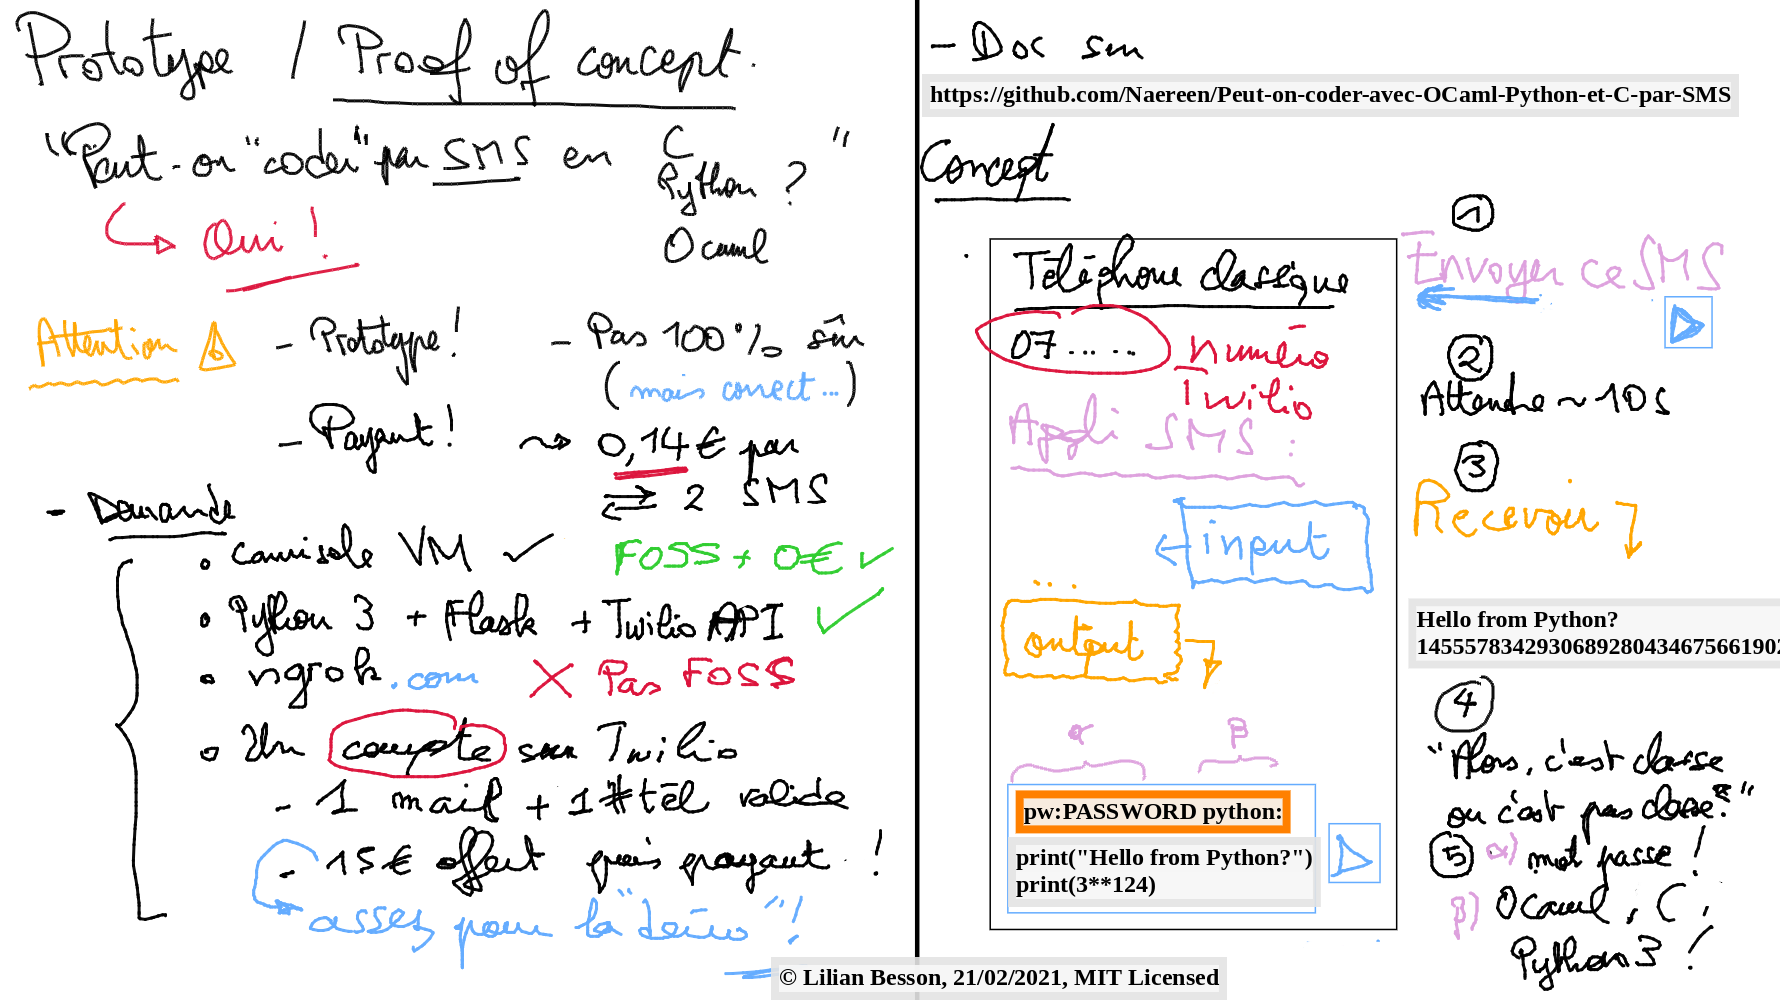 Prototype / Proof of concept.
"Peut-on "coder" par SMS en C
Python ? "
OCaml
Oui !
Attention
- Prototype !
- Pas 100% sûr
(mais correct...)
- Payant !
~> 0,14€ par
2 SMS
- Demande
• camisole VM ✓
FOSS + 0€ ✓
• Python 3 + Flask + Twilio API ✓
• ngrok.com
× Pas FOSS
• Un compte sur Twilio
- 1 mail + 1 # tél valide
- 15€ offert puis payant !
assez pour la "démo" !
- Doc sur
https://github.com/Naereen/Peut-on-coder-avec-OCaml-Python-et-C-par-SMS
Concept
Téléphone classique
07......
numéro
Twilio
Appli SMS :
input
...
output
α
β
pw:PASSWORD python:
print("Hello from Python?")
print(3**124)
1
Envoyer ce SMS
2
Attendre ~10s
3
Recevoir
Hello from Python?
145557834293068928043467566190
4
"Alors, c'est classe
ou c'est pas classe ?"
5 α) mot passe !
β) OCaml, C,
Python3 !
© Lilian Besson, 21/02/2021, MIT Licensed